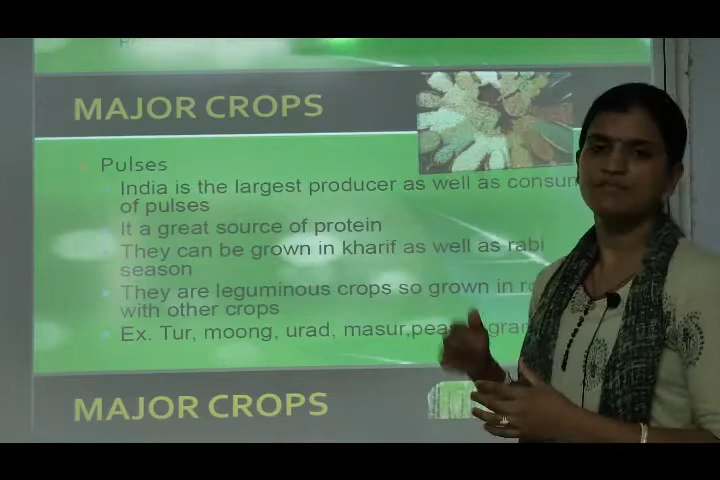 MAJOR CROPS
Pulses
India is the largest producer as well as
of pulses
It a great source of protein
They can be grown in kharif as well as rabi
season
They are leguminous crops so grown in
with other crops
Ex. Tur, moong, urad, masur,
MAJOR CROPS